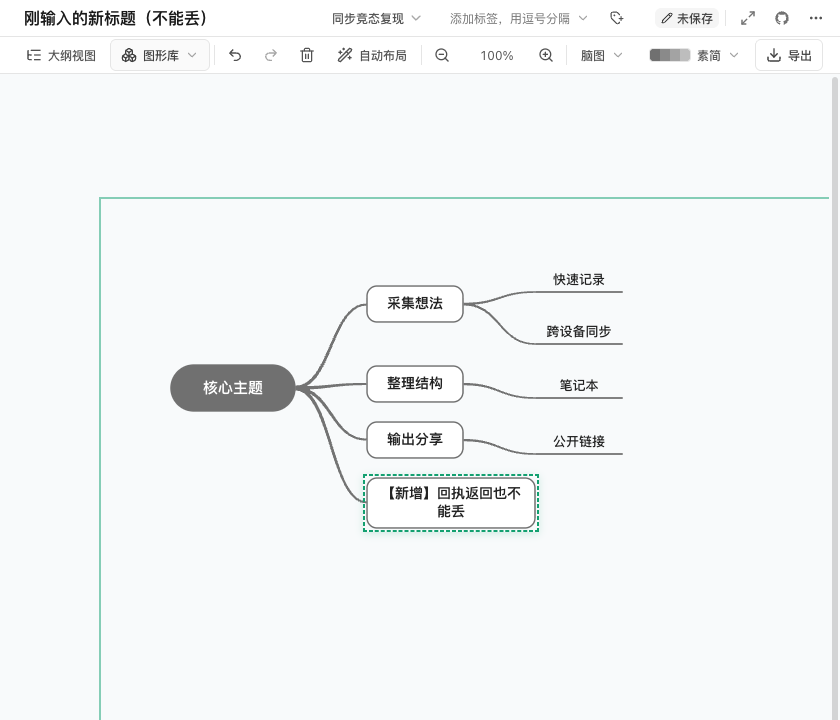 刚输入的新标题（不能丢）
同步竞态复现
添加标签，用逗号分隔
未保存
大纲视图
图形库
自动布局
100%
脑图
素简
导出
快速记录
采集想法
跨设备同步
整理结构
笔记本
核心主题
输出分享
公开链接
【新增】回执返回也不
能丢